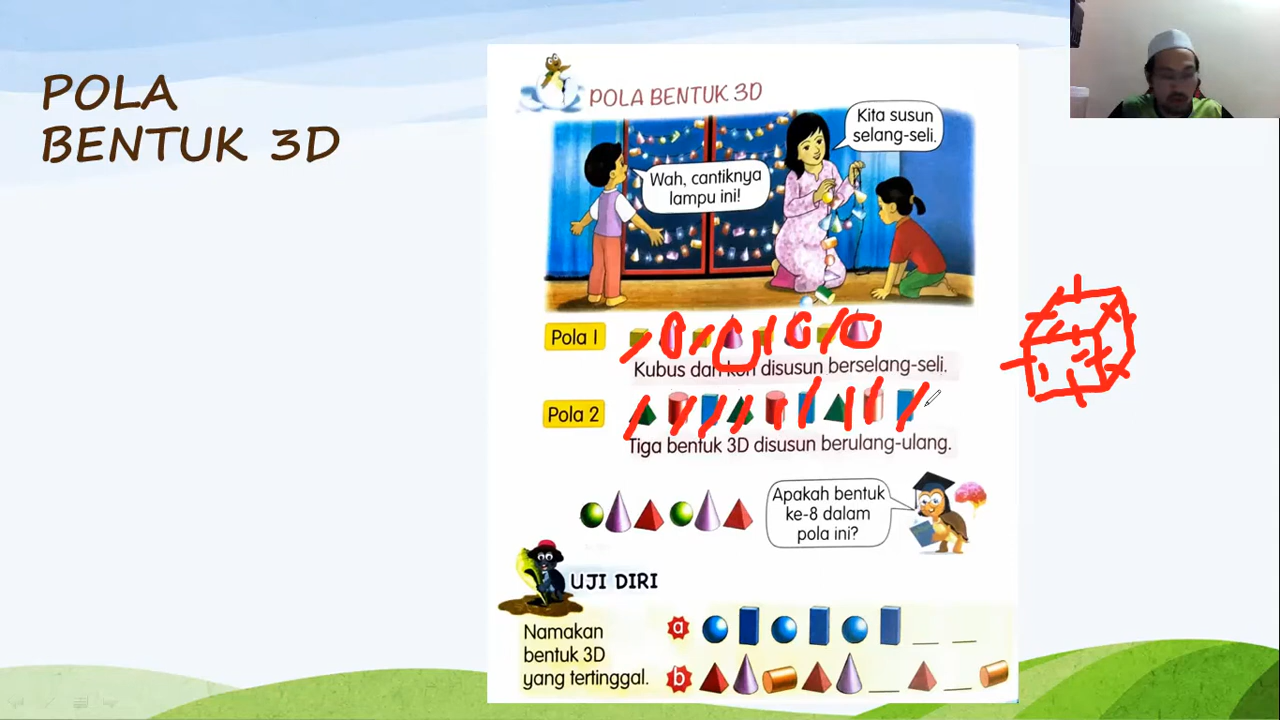 POLA
BENTUK 3D
POLA BENTUK 3D
Kita susun
selang-seli.
Wah, cantiknya
lampu ini!
Pola 1
Kubus dan kon disusun berselang-seli.
Pola 2
Tiga bentuk 3D disusun berulang-ulang.
Apakah bentuk
ke-8 dalam
pola ini?
UJI DIRI
Namakan
bentuk 3D
yang tertinggal.
a
b